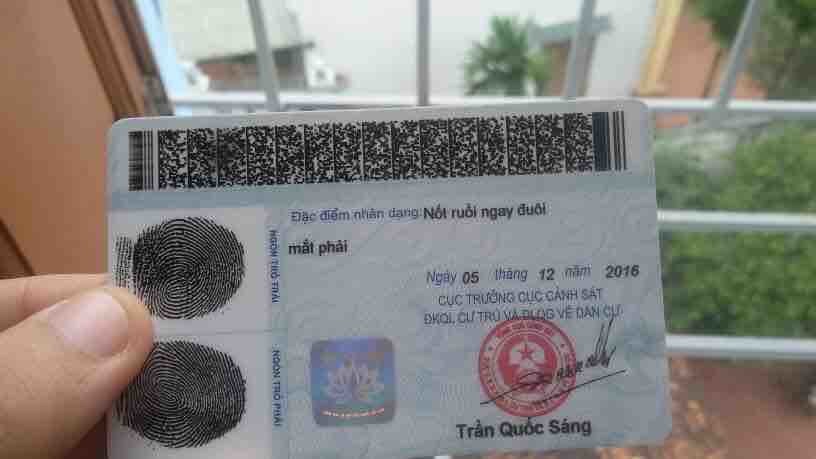 Đặc điểm nhân dạng: Nốt ruồi ngay đuôi
mắt phải
NGÓN TRỎ TRÁI
Ngày 05 tháng 12 năm 2016
CỤC TRƯỞNG CỤC CẢNH SÁT
ĐKQL CƯ TRÚ VÀ DLQG VỀ DÂN CƯ
NGÓN TRỎ PHẢI
Trần Quốc Sáng